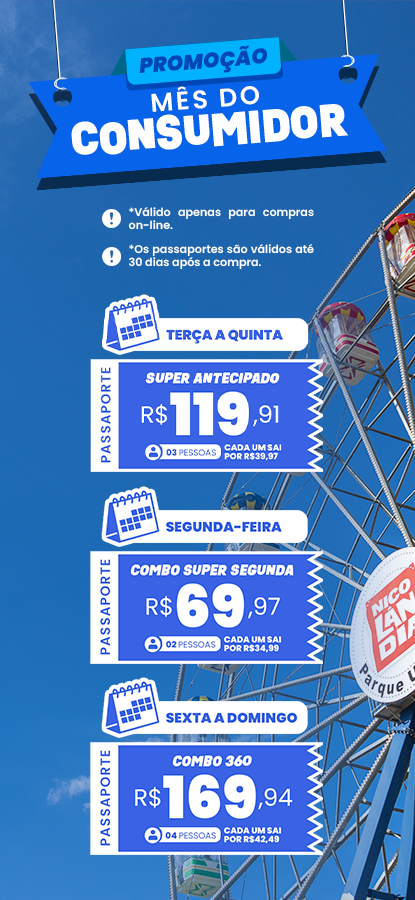 PROMOÇÃO
MÊS DO
CONSUMIDOR
*Válido apenas para compras
on-line.
*Os passaportes são válidos até
30 dias após a compra.
TERÇA A QUINTA
PASSAPORTE
SUPER ANTECIPADO
R$119,91
03 PESSOAS
CADA UM SAI
POR R$39,97
SEGUNDA-FEIRA
PASSAPORTE
COMBO SUPER SEGUNDA
R$69,97
02 PESSOAS
CADA UM SAI
POR R$34,99
NICO
LAN
DIA
Parque
SEXTA A DOMINGO
PASSAPORTE
COMBO 360
R$169,94
04 PESSOAS
CADA UM SAI
POR R$42,49